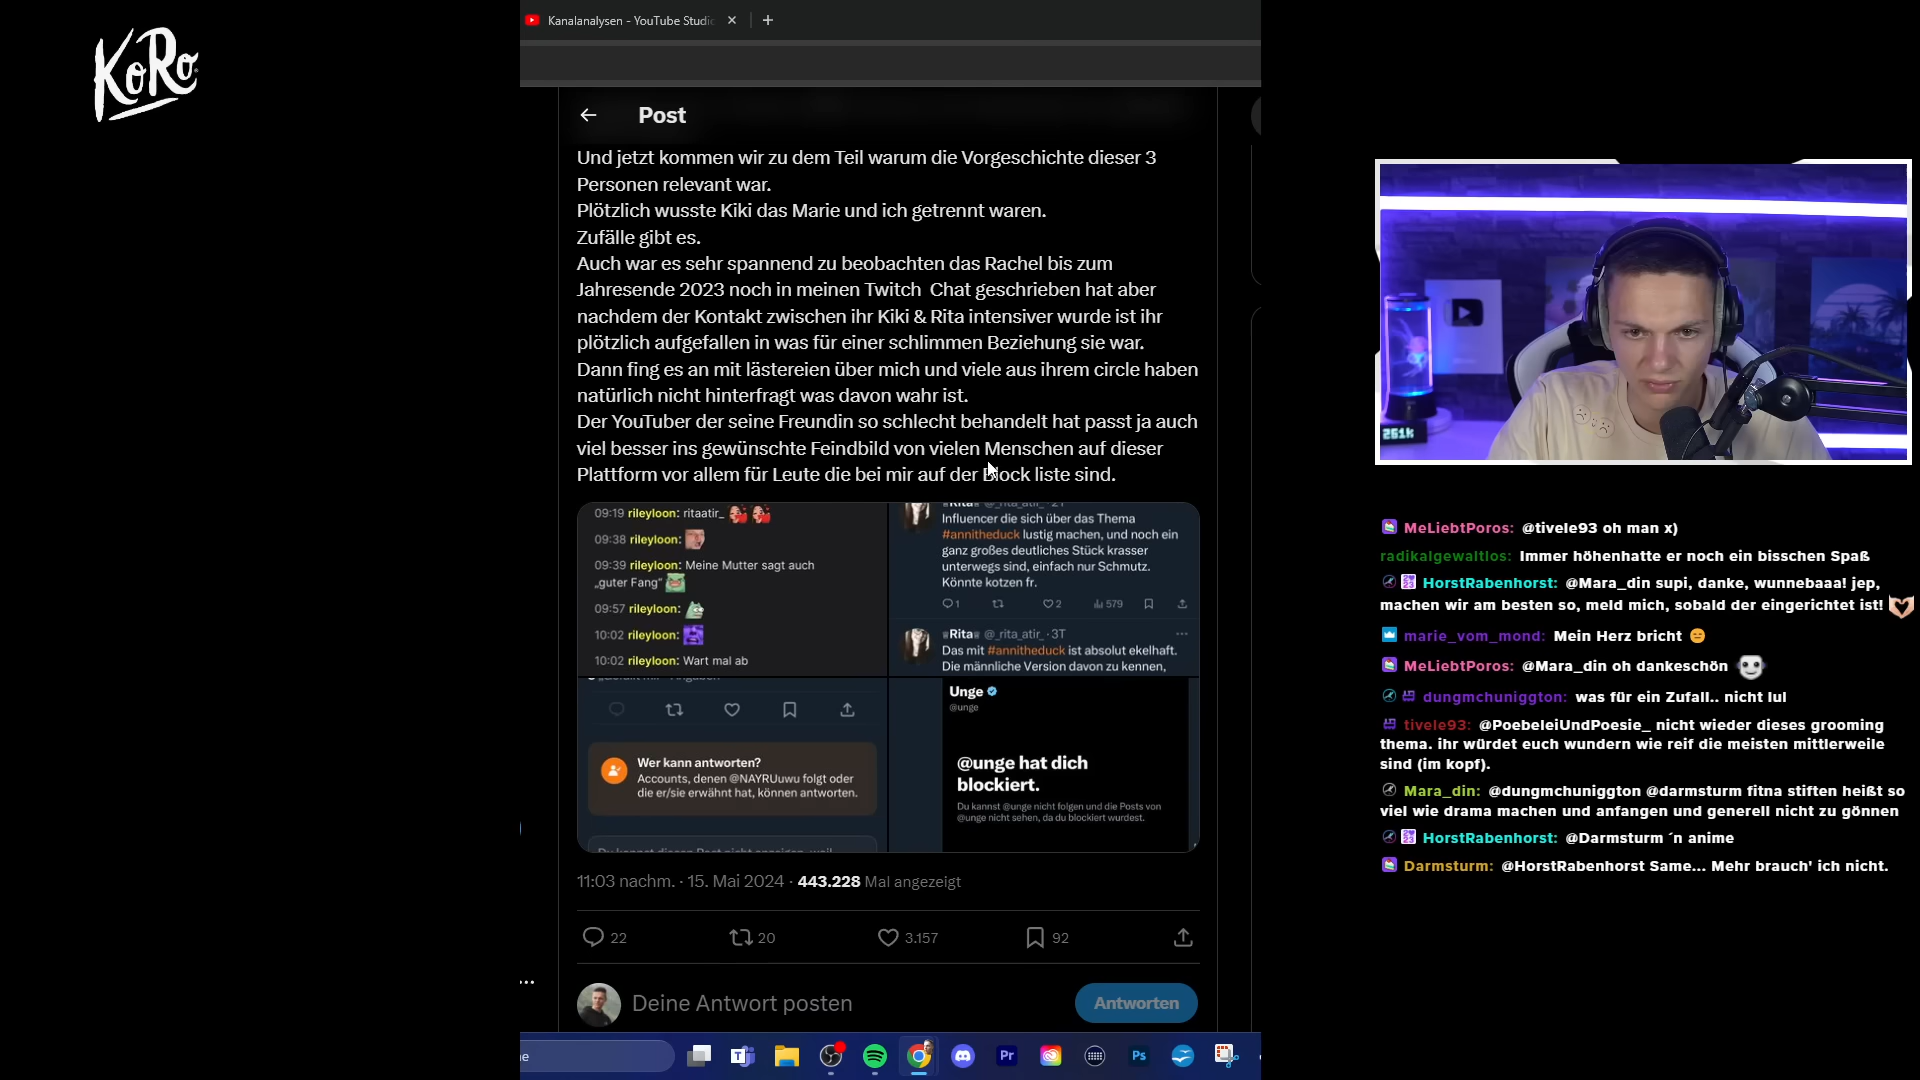 KoRo
Kanalanalysen - YouTube Studio
Post
Und jetzt kommen wir zu dem Teil warum die Vorgeschichte dieser 3
Personen relevant war.
Plötzlich wusste Kiki das Marie und ich getrennt waren.
Zufälle gibt es.
Auch war es sehr spannend zu beobachten das Rachel bis zum
Jahresende 2023 noch in meinen Twitch  Chat geschrieben hat aber
nachdem der Kontakt zwischen ihr Kiki & Rita intensiver wurde ist ihr
plötzlich aufgefallen in was für einer schlimmen Beziehung sie war.
Dann fing es an mit lästereien über mich und viele aus ihrem circle haben
natürlich nicht hinterfragt was davon wahr ist.
Der YouTuber der seine Freundin so schlecht behandelt hat passt ja auch
viel besser ins gewünschte Feindbild von vielen Menschen auf dieser
Plattform vor allem für Leute die bei mir auf der Block liste sind.
09:19 rileyloon: ritaatir_
09:38 rileyloon:
09:39 rileyloon: Meine Mutter sagt auch
„guter Fang"
09:57 rileyloon:
10:02 rileyloon:
10:02 rileyloon: Wart mal ab
Influencer die sich über das Thema
#annitheduck lustig machen, und noch ein
ganz großes deutliches Stück krasser
unterwegs sind, einfach nur Schmutz.
Könnte kotzen fr.
1 2 579
Rita @_rita_atir_ · 3T
Das mit #annitheduck ist absolut ekelhaft.
Die männliche Version davon zu kennen,
Wer kann antworten?
Accounts, denen @NAYRUuwu folgt oder
die er/sie erwähnt hat, können antworten.
Unge
@unge
@unge hat dich
blockiert.
Du kannst @unge nicht folgen und die Posts von
@unge nicht sehen, da du blockiert wurdest.
11:03 nachm. · 15. Mai 2024 · 443.228 Mal angezeigt
22 20 3.157 92
Deine Antwort posten
Antworten
Pr Ps
261k
MeLiebtPoros: @tivele93 oh man x)
radikalgewaltlos: Immer höhenhatte er noch ein bisschen Spaß
HorstRabenhorst: @Mara_din supi, danke, wunnebaaa! jep,
machen wir am besten so, meld mich, sobald der eingerichtet ist!
marie_vom_mond: Mein Herz bricht
MeLiebtPoros: @Mara_din oh dankeschön
dungmchuniggton: was für ein Zufall.. nicht lul
tivele93: @PoebeleiUndPoesie_ nicht wieder dieses grooming
thema. ihr würdet euch wundern wie reif die meisten mittlerweile
sind (im kopf).
Mara_din: @dungmchuniggton @darmsturm fitna stiften heißt so
viel wie drama machen und anfangen und generell nicht zu gönnen
HorstRabenhorst: @Darmsturm ´n anime
Darmsturm: @HorstRabenhorst Same... Mehr brauch' ich nicht.